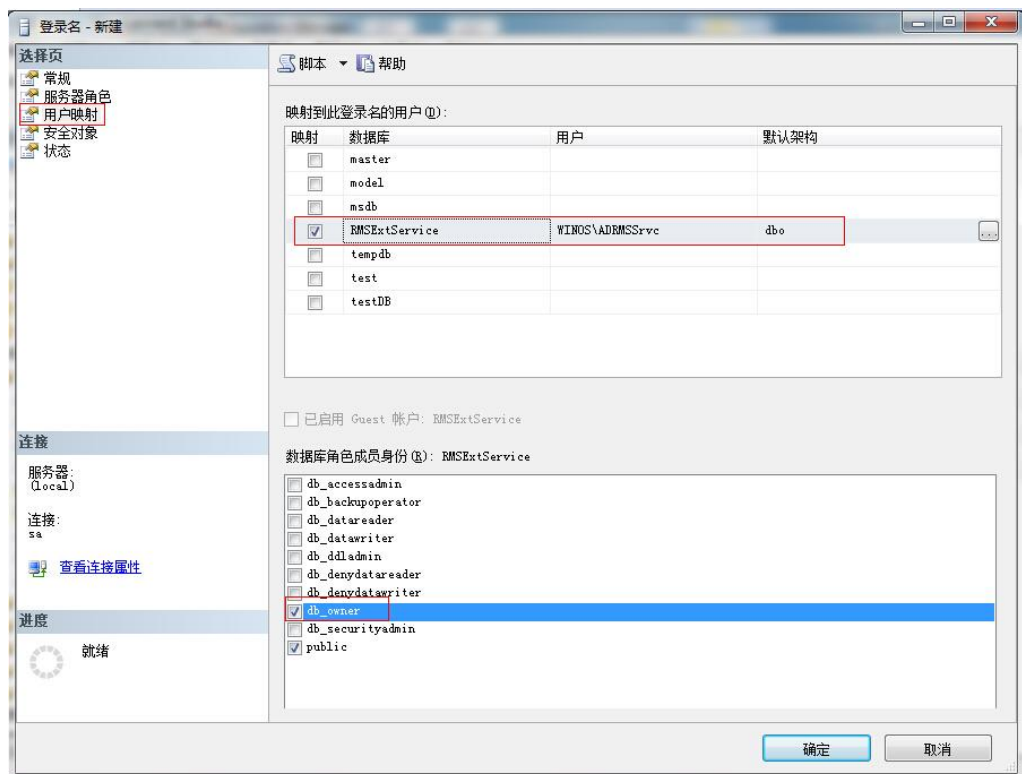 登录名 - 新建
选择页
常规
服务器角色
用户映射
安全对象
状态
脚本 帮助
映射到此登录名的用户(D):
映射 数据库 用户 默认架构
master
model
msdb
RMSExtService WINOS\ADRMSSrvc dbo ...
tempdb
test
testDB
已启用 Guest 帐户: RMSExtService
数据库角色成员身份(R): RMSExtService
db_accessadmin
db_backupoperator
db_datareader
db_datawriter
db_ddladmin
db_denydatareader
db_denydatawriter
db_owner
db_securityadmin
public
连接
服务器:
(local)
连接:
sa
查看连接属性
进度
就绪
确定 取消